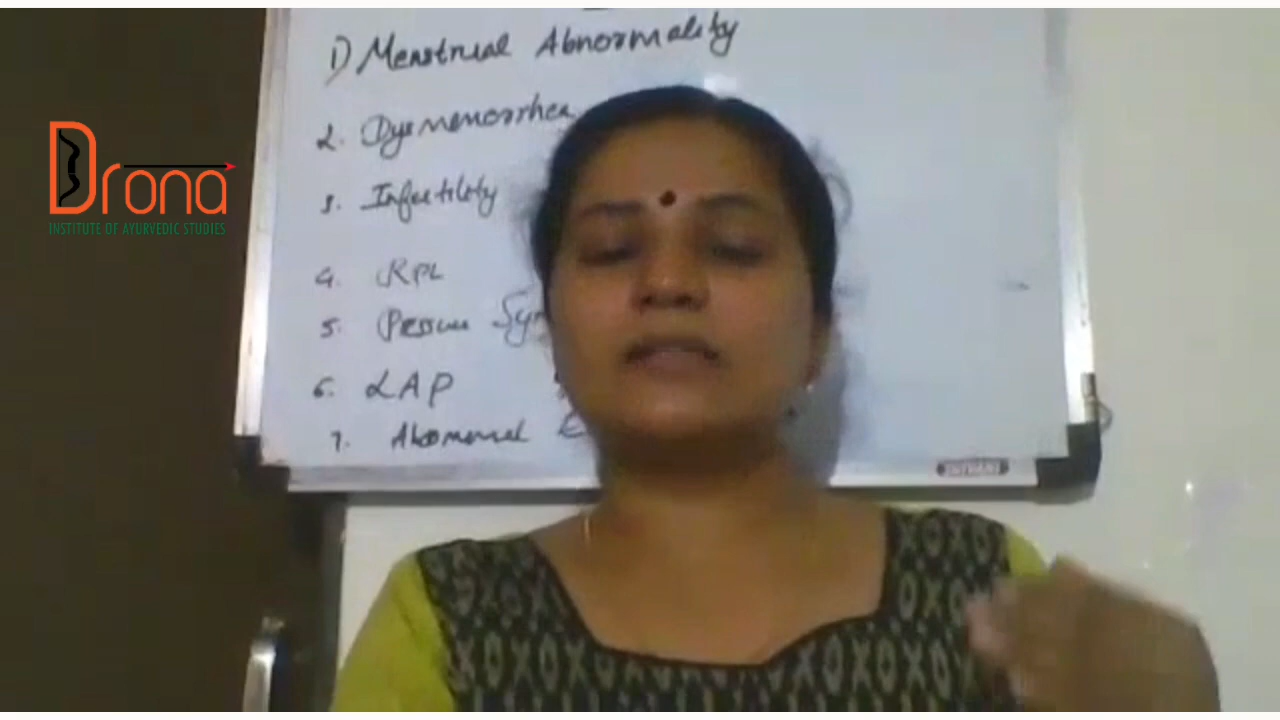 1) Menstrual Abnormality
2. Dysmenorrhea
3. Infertility
4. RPL
5. Pressure
6. LAP
7. Abdominal E
Drona
INSTITUTE OF AYURVEDIC STUDIES